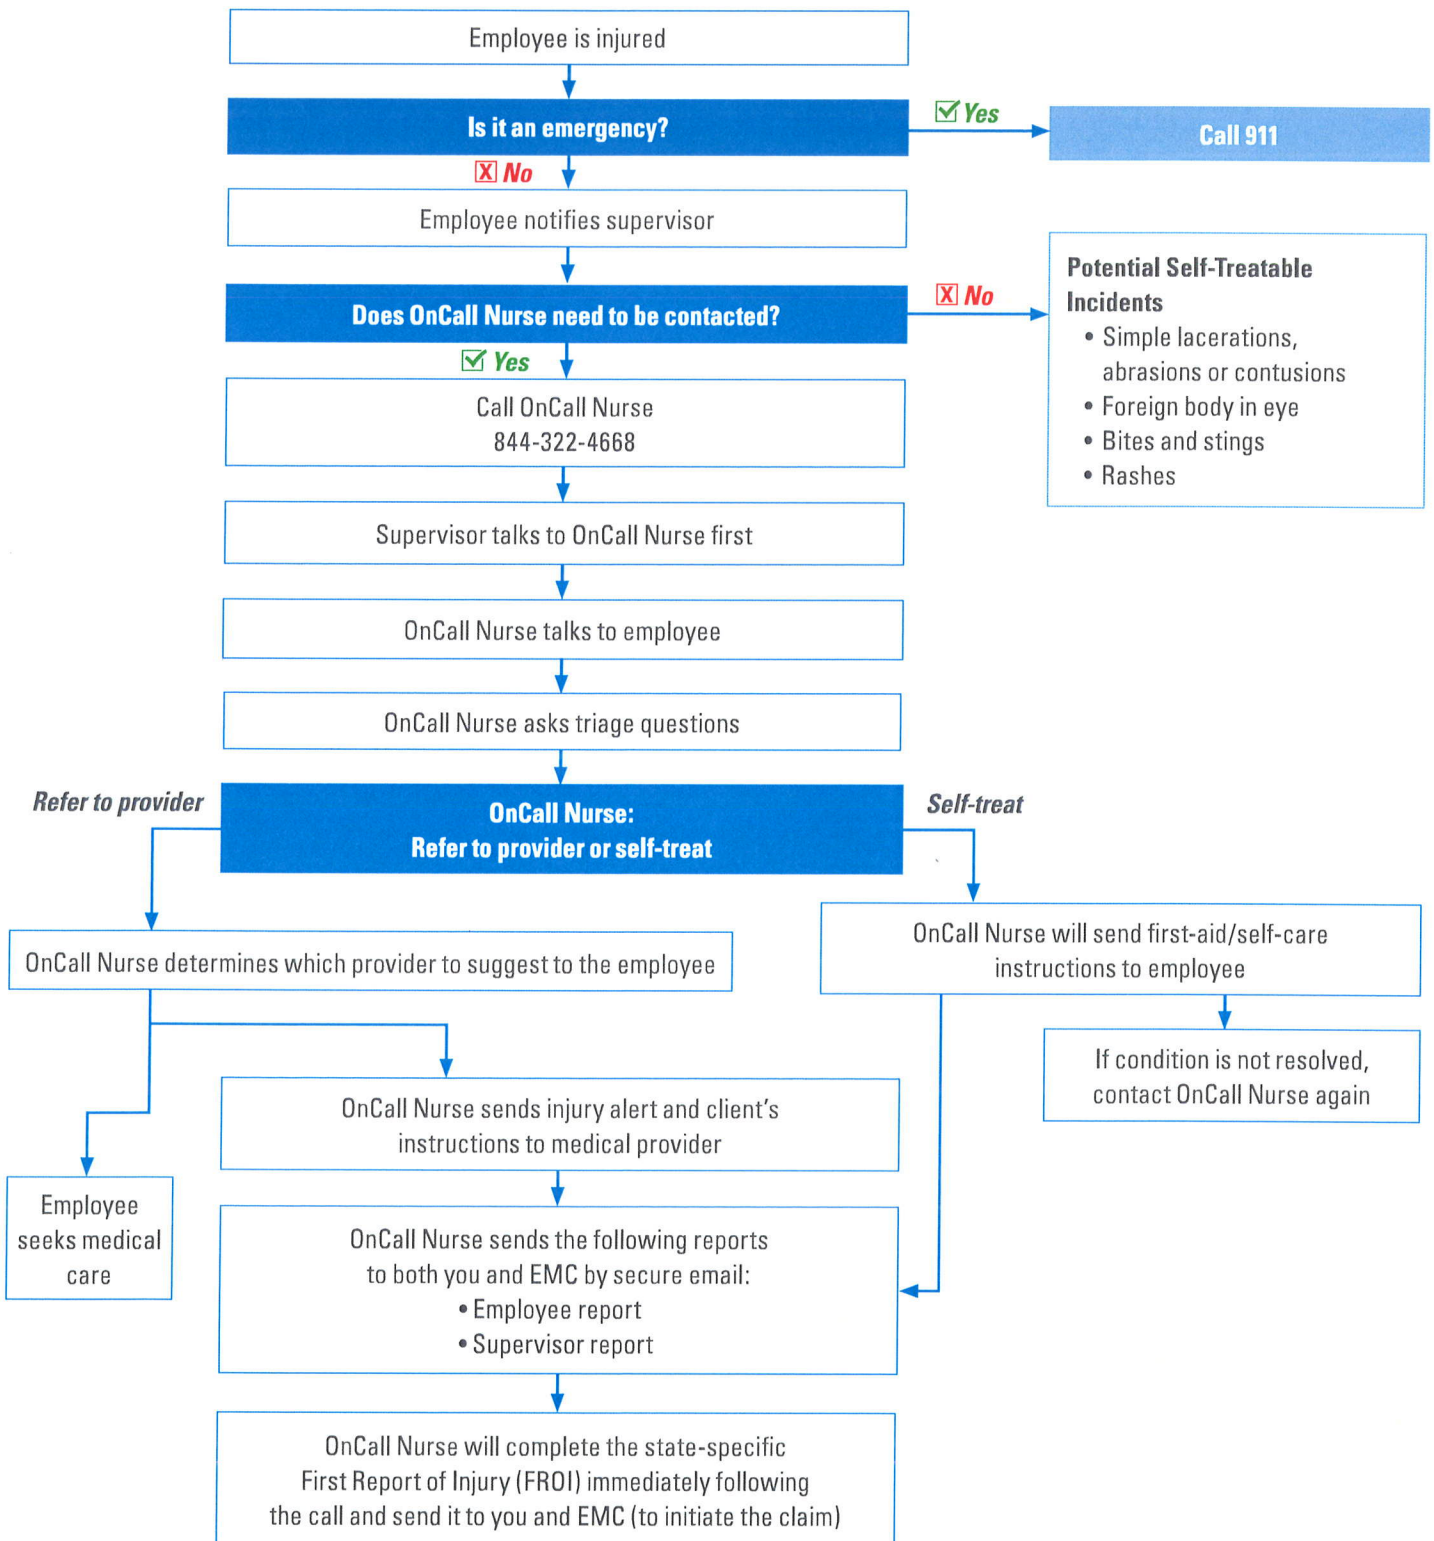 Employee is injured
Is it an emergency?
Yes
Call 911
No
Employee notifies supervisor
Does OnCall Nurse need to be contacted?
No
Potential Self-Treatable
Incidents
• Simple lacerations,
abrasions or contusions
• Foreign body in eye
• Bites and stings
• Rashes
Yes
Call OnCall Nurse
844-322-4668
Supervisor talks to OnCall Nurse first
OnCall Nurse talks to employee
OnCall Nurse asks triage questions
Refer to provider
OnCall Nurse:
Refer to provider or self-treat
Self-treat
OnCall Nurse determines which provider to suggest to the employee
OnCall Nurse will send first-aid/self-care
instructions to employee
If condition is not resolved,
contact OnCall Nurse again
OnCall Nurse sends injury alert and client's
instructions to medical provider
Employee
seeks medical
care
OnCall Nurse sends the following reports
to both you and EMC by secure email:
• Employee report
• Supervisor report
OnCall Nurse will complete the state-specific
First Report of Injury (FROI) immediately following
the call and send it to you and EMC (to initiate the claim)